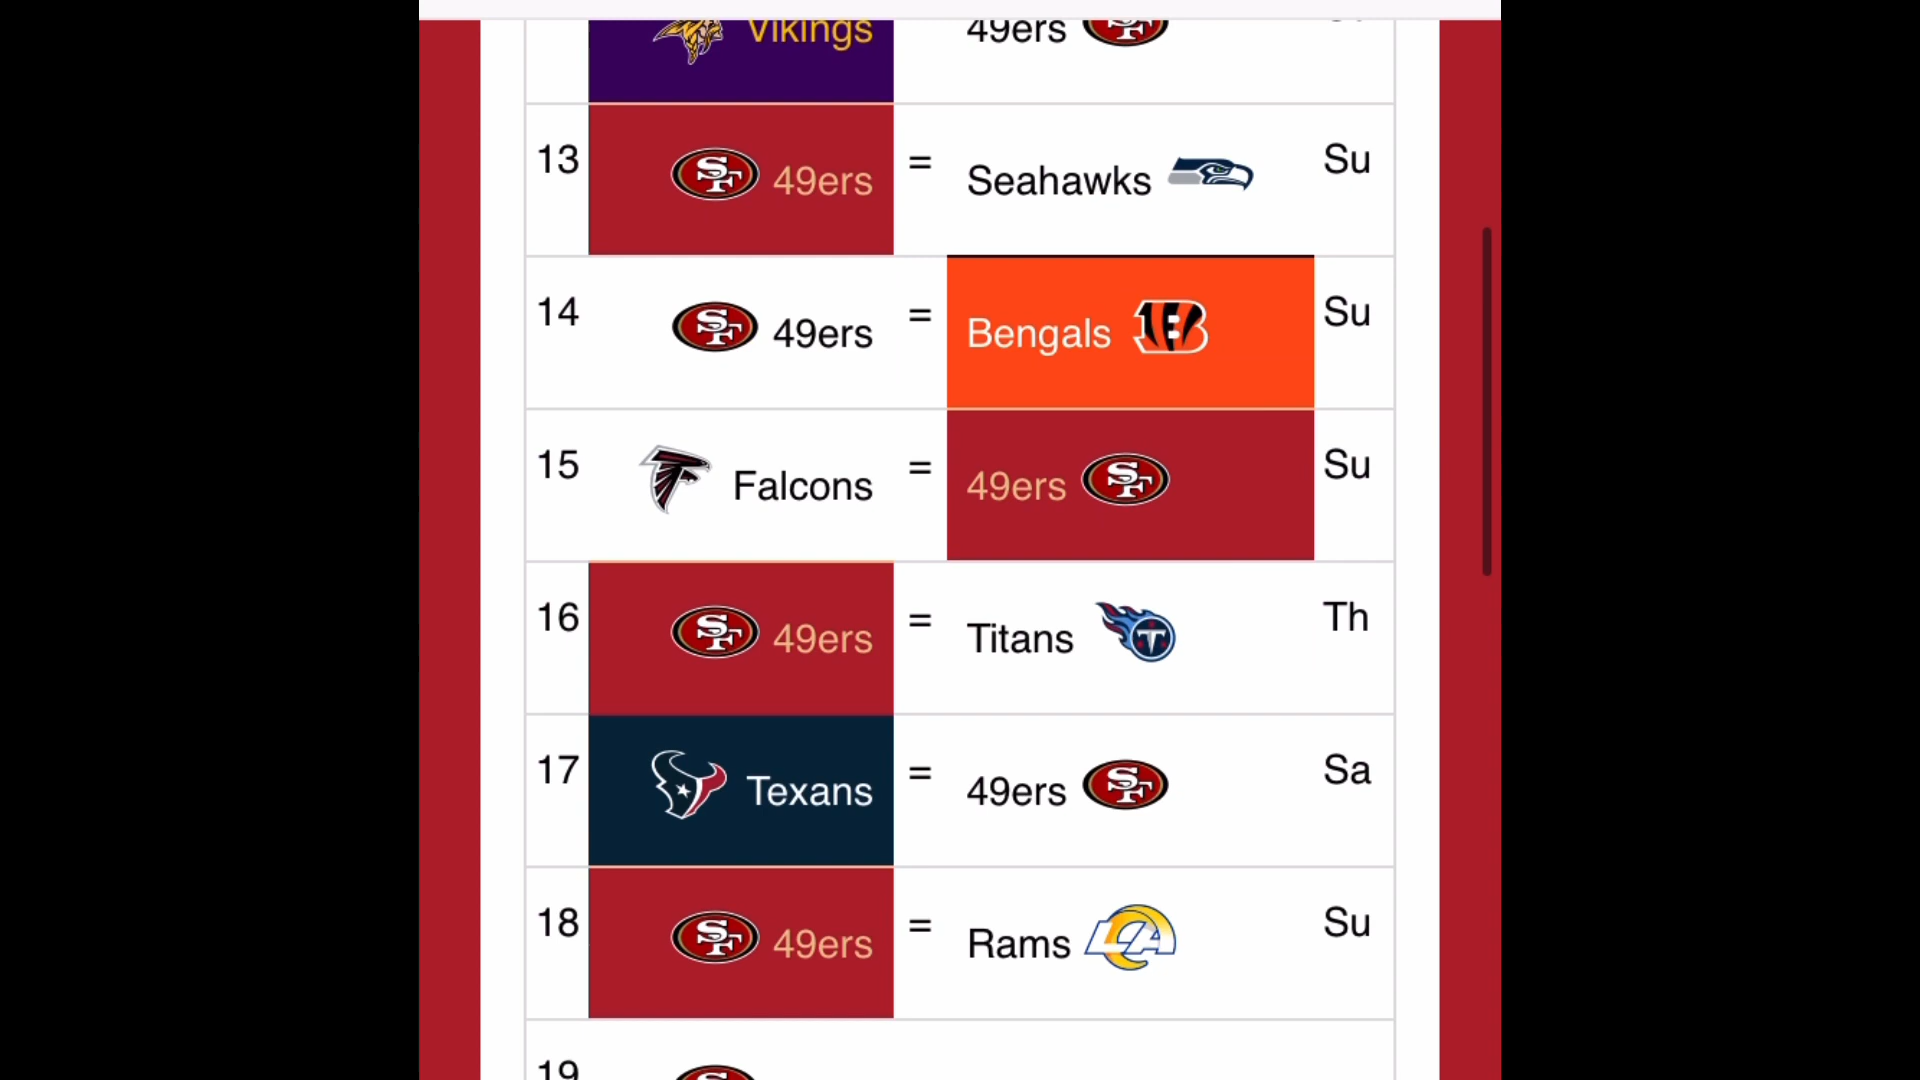 Vikings 49ers
13 49ers = Seahawks Su
14 49ers = Bengals Su
15 Falcons = 49ers Su
16 49ers = Titans Th
17 Texans = 49ers Sa
18 49ers = Rams Su
19